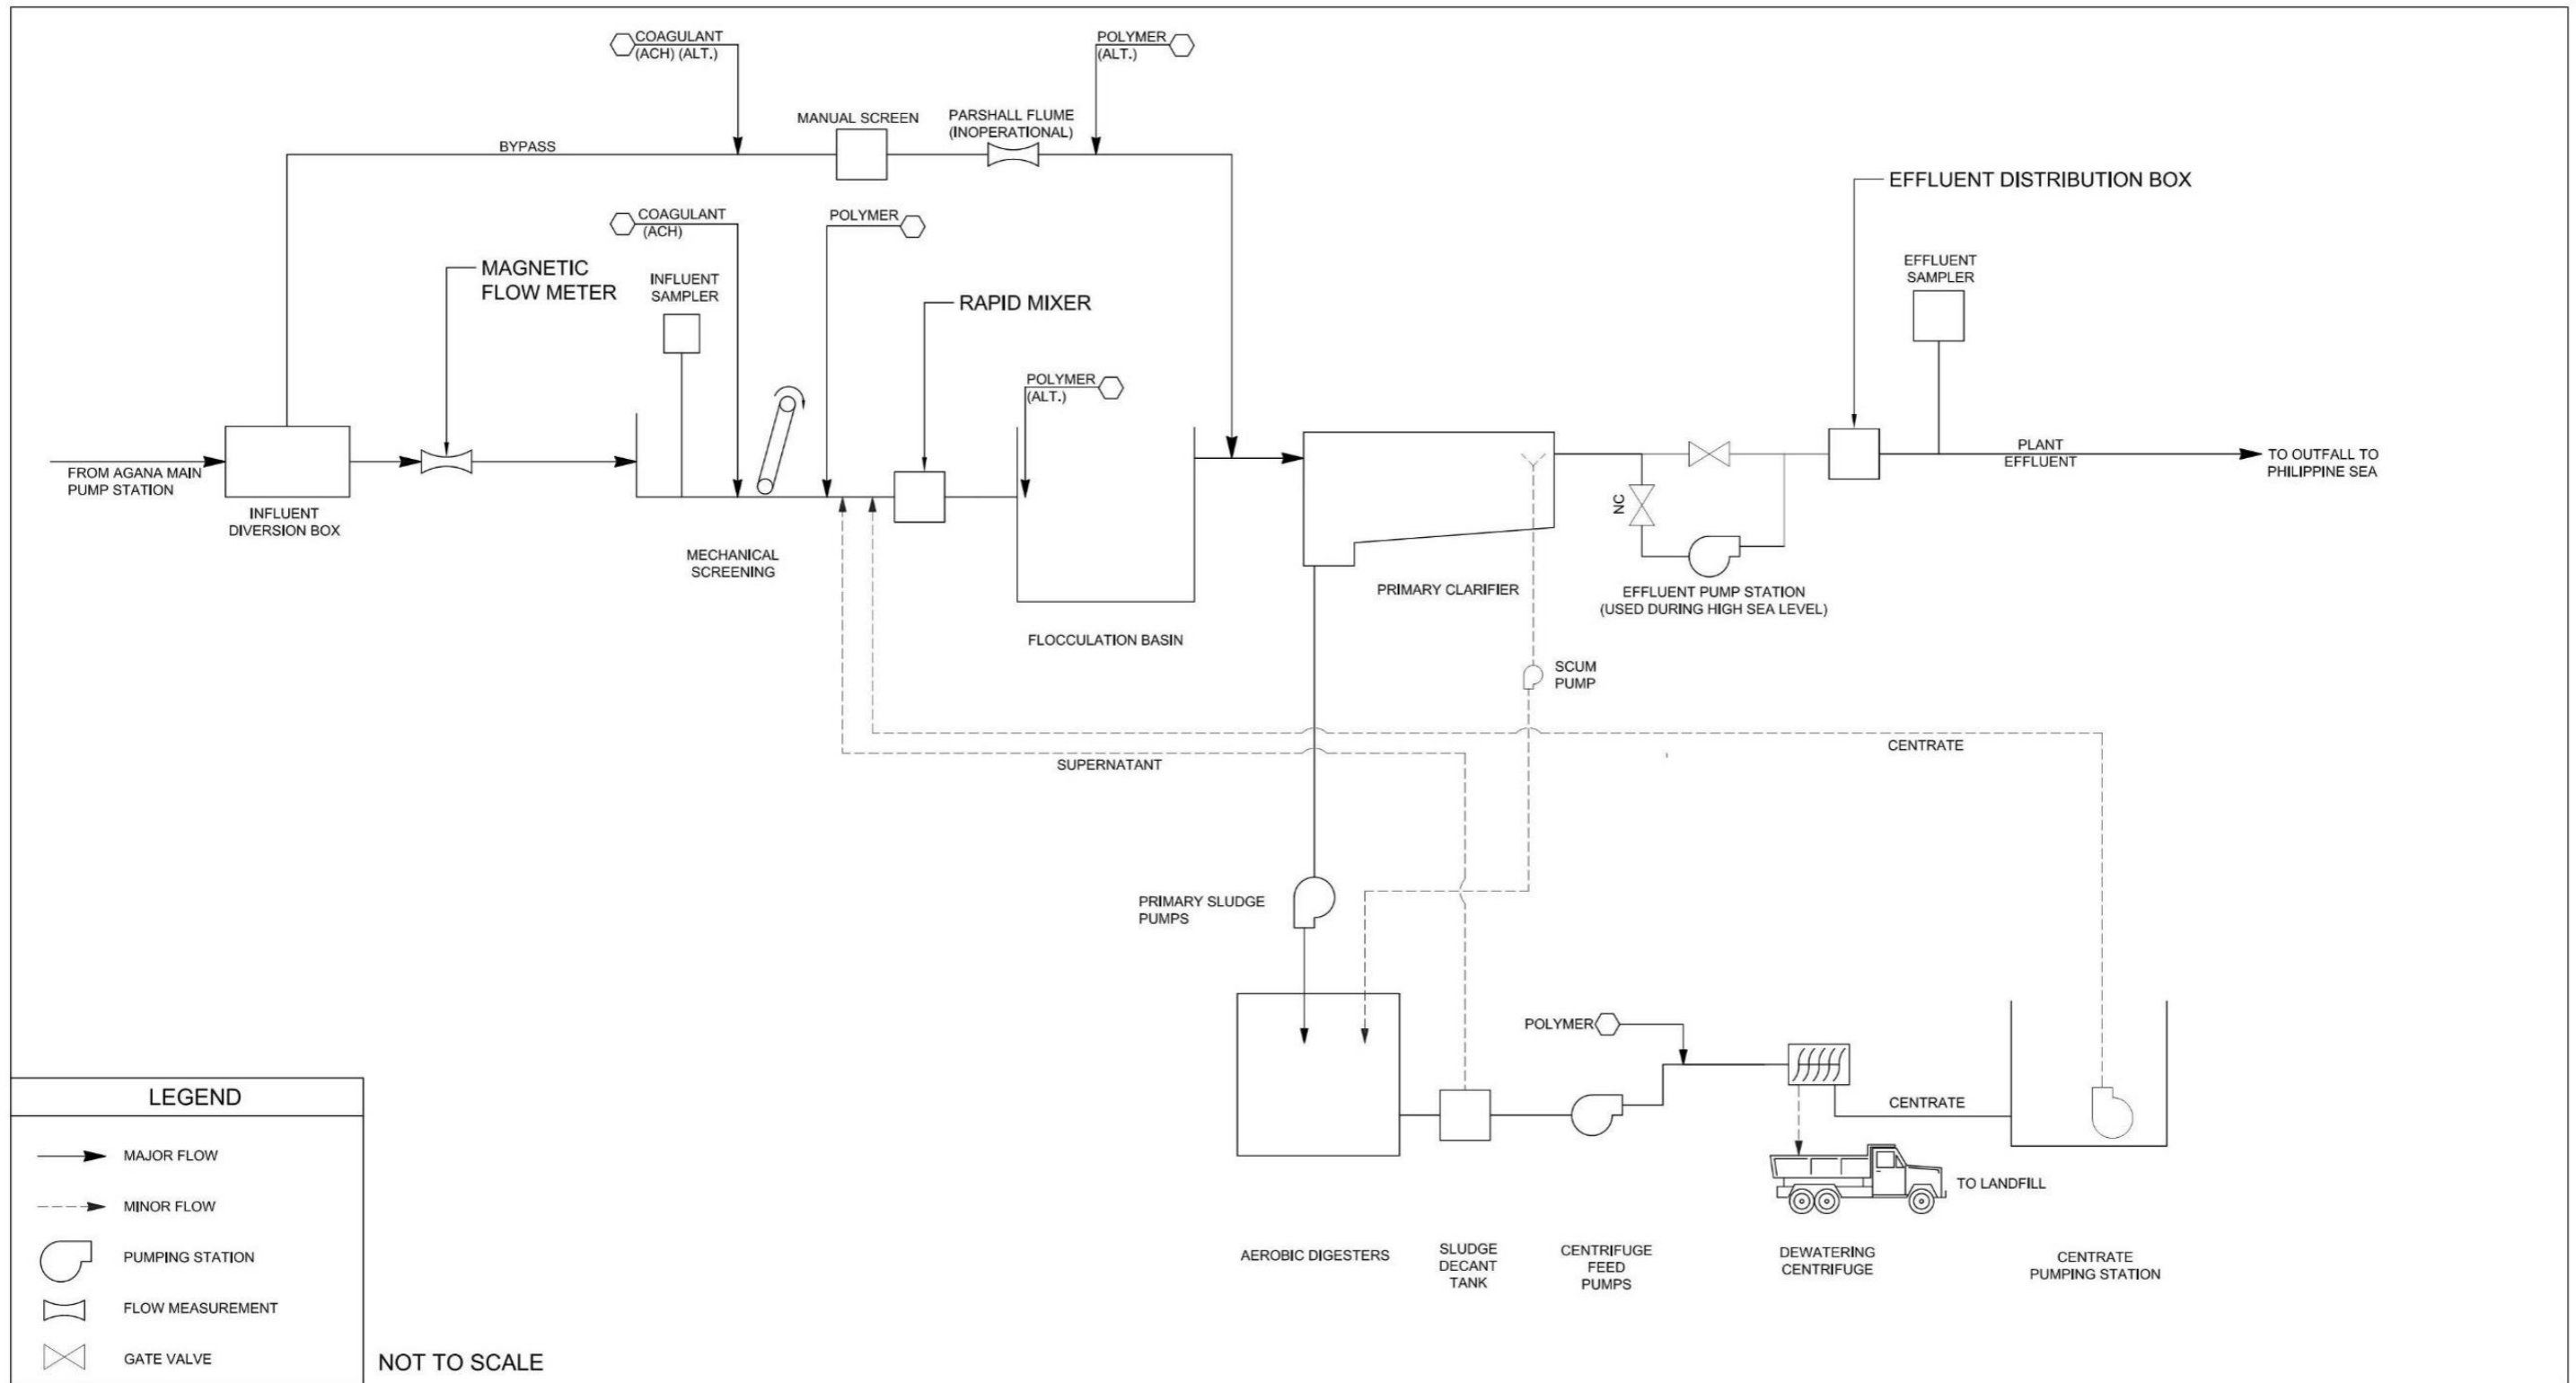 COAGULANT
(ACH) (ALT.)
POLYMER
(ALT.)
MANUAL SCREEN
PARSHALL FLUME
(INOPERATIONAL)
BYPASS
EFFLUENT DISTRIBUTION BOX
COAGULANT
(ACH)
POLYMER
MAGNETIC
FLOW METER
INFLUENT
SAMPLER
EFFLUENT
SAMPLER
RAPID MIXER
POLYMER
(ALT.)
FROM AGANA MAIN
PUMP STATION
PLANT
EFFLUENT
TO OUTFALL TO
PHILIPPINE SEA
NC
INFLUENT
DIVERSION BOX
MECHANICAL
SCREENING
PRIMARY CLARIFIER
EFFLUENT PUMP STATION
(USED DURING HIGH SEA LEVEL)
FLOCCULATION BASIN
SCUM
PUMP
CENTRATE
SUPERNATANT
PRIMARY SLUDGE
PUMPS
POLYMER
CENTRATE
TO LANDFILL
AEROBIC DIGESTERS
SLUDGE
DECANT
TANK
CENTRIFUGE
FEED
PUMPS
DEWATERING
CENTRIFUGE
CENTRATE
PUMPING STATION
LEGEND
MAJOR FLOW
MINOR FLOW
PUMPING STATION
FLOW MEASUREMENT
GATE VALVE
NOT TO SCALE